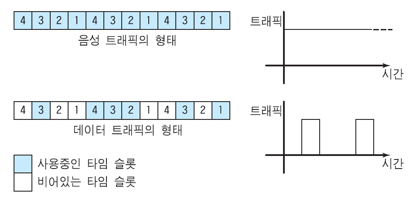 4 3 2 1 4 3 2 1 4 3 2 1
음성 트래픽의 형태
트래픽
시간
4 3 2 1 4 3 2 1 4 3 2 1
데이터 트래픽의 형태
트래픽
시간
사용중인 타임 슬롯
비어있는 타임 슬롯